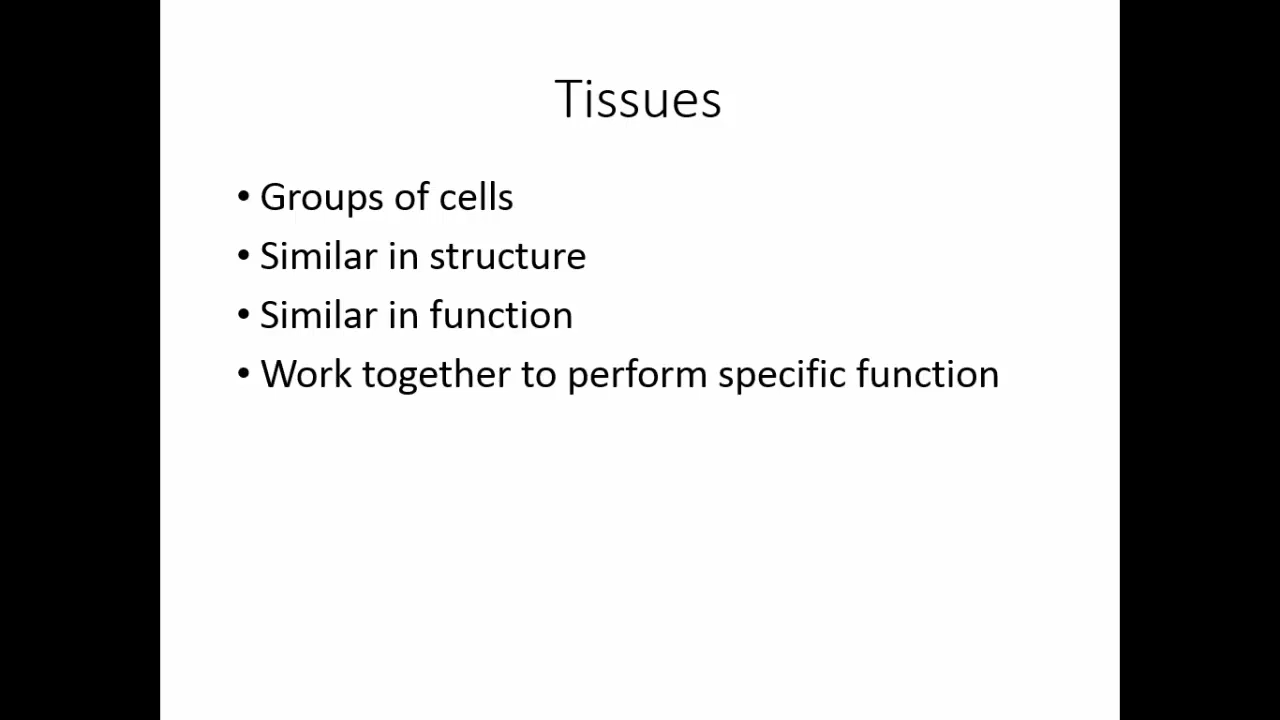 Tissues
• Groups of cells
• Similar in structure
• Similar in function
• Work together to perform specific function